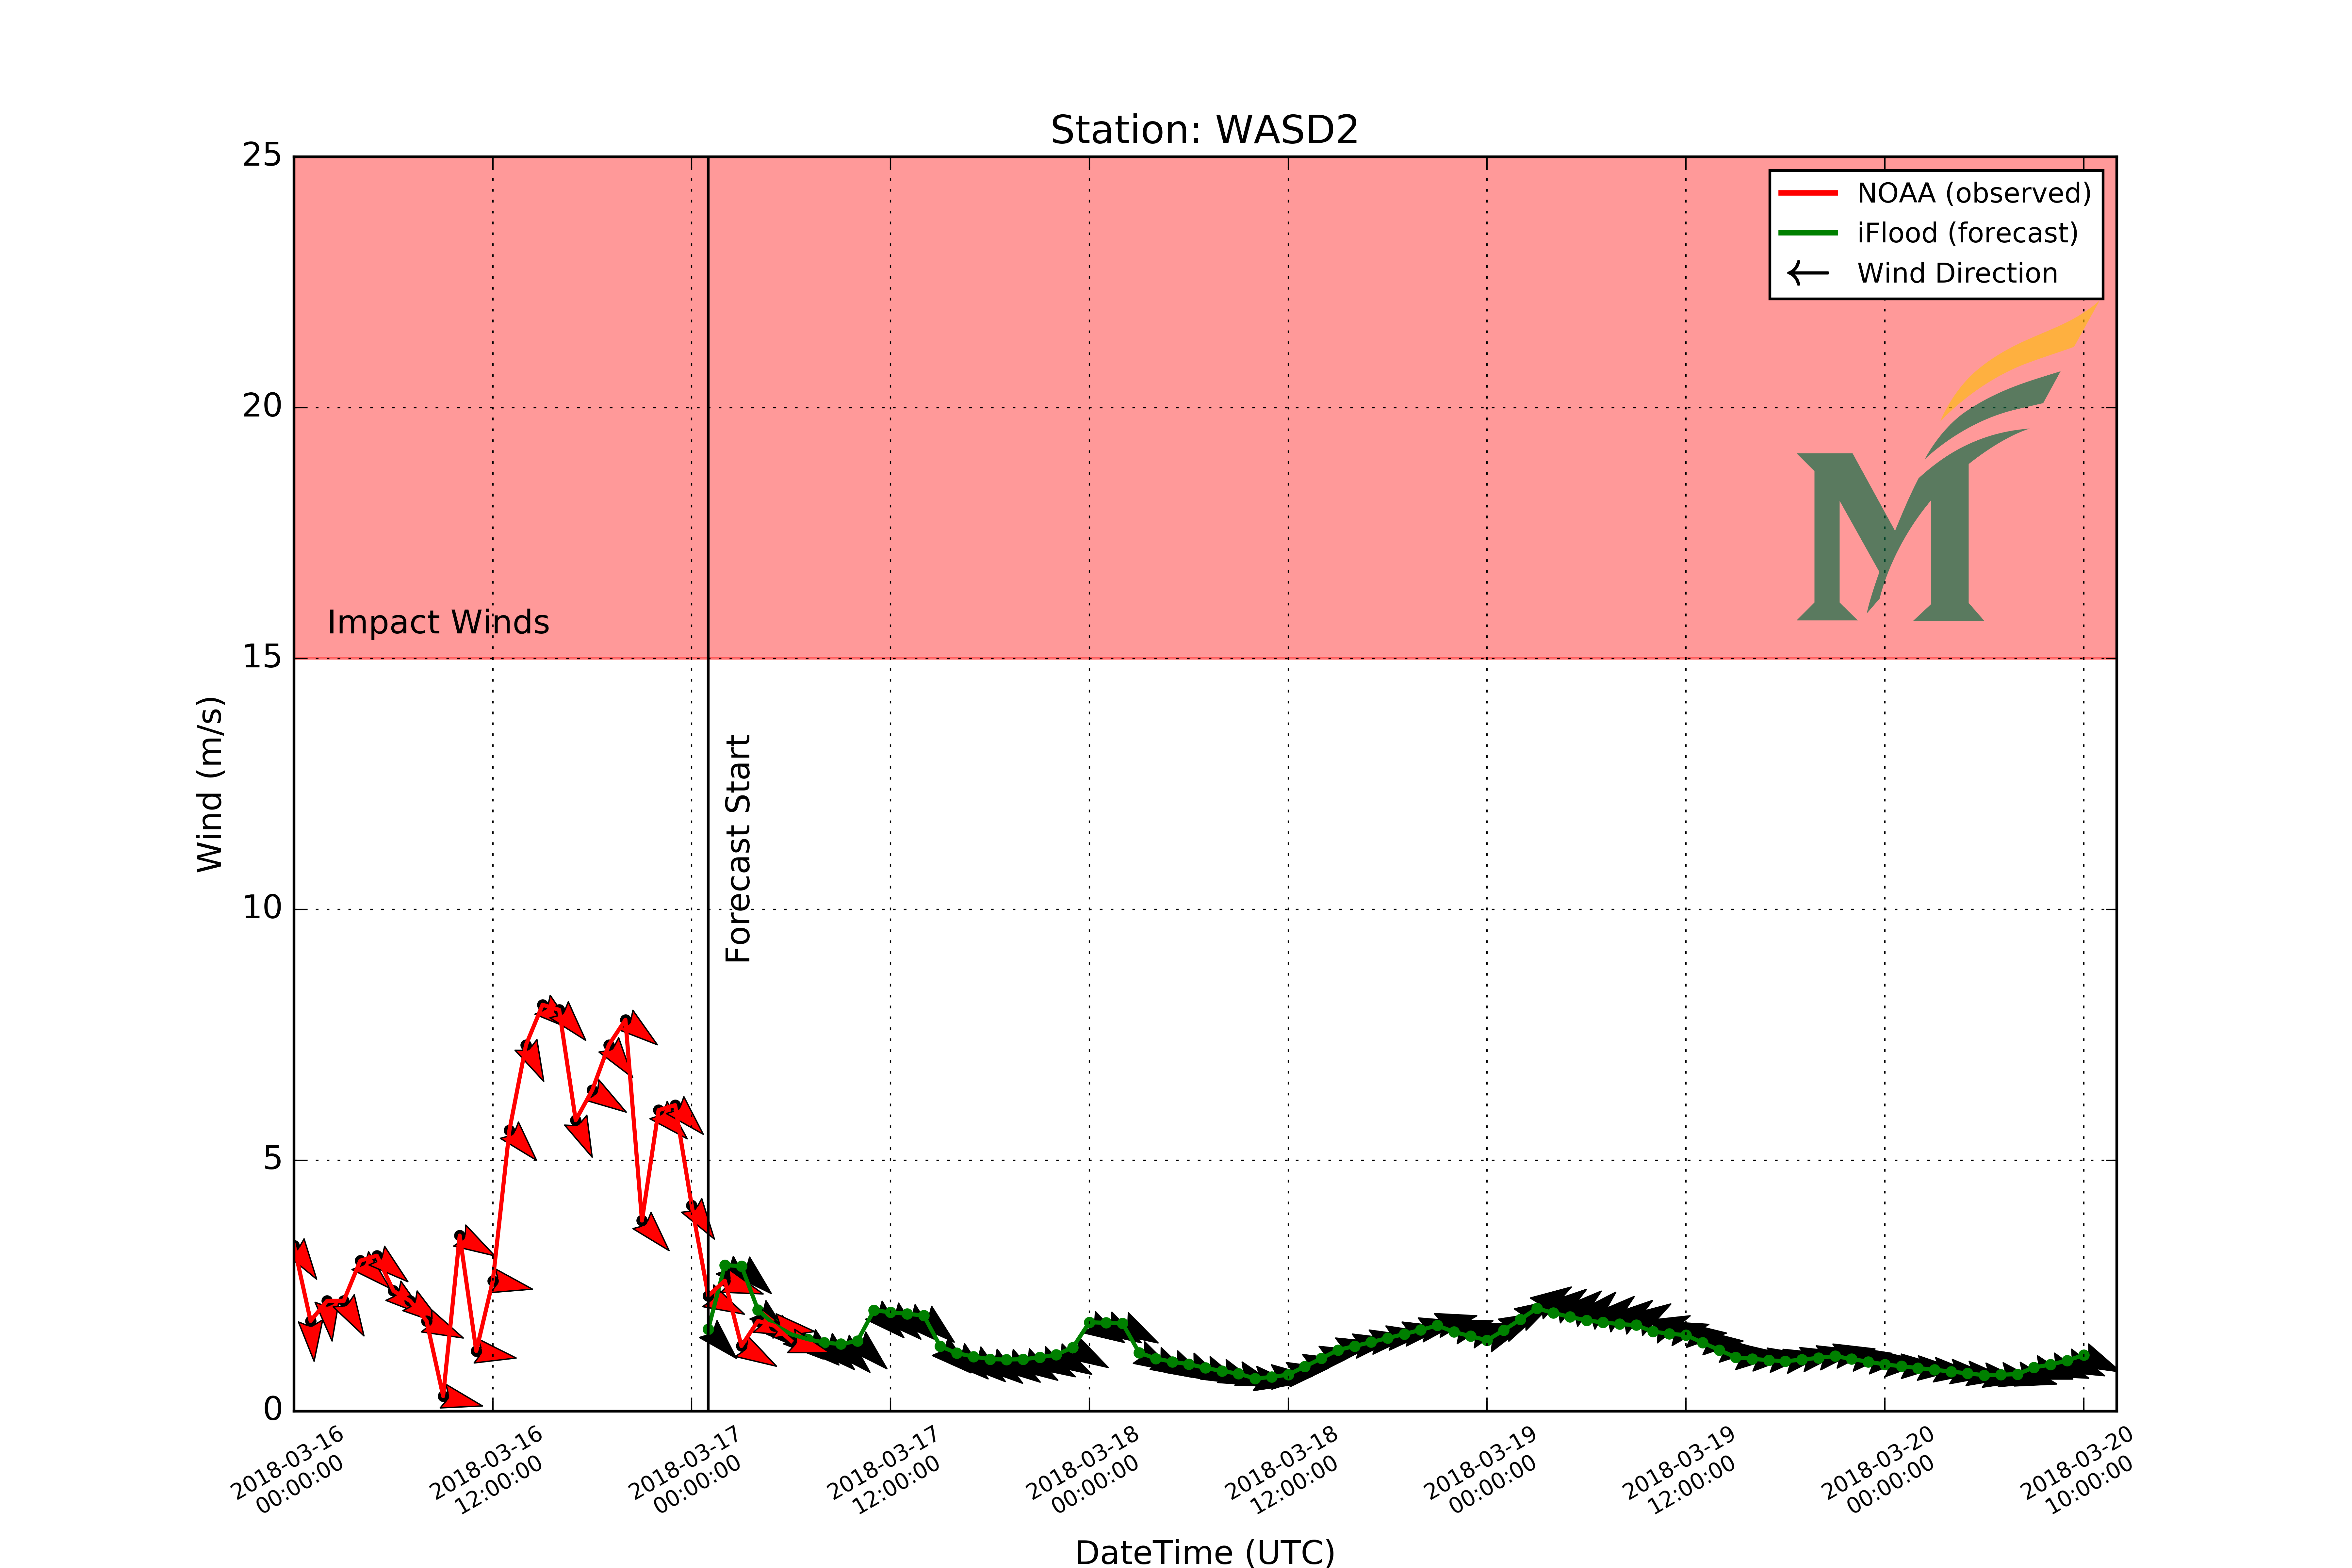 Station: WASD2
25
20
15
10
5
0
Wind (m/s)
NOAA (observed)
iFlood (forecast)
Wind Direction
M
Impact Winds
Forecast Start
2018-03-16
00:00:00
2018-03-16
12:00:00
2018-03-17
00:00:00
2018-03-17
12:00:00
2018-03-18
00:00:00
2018-03-18
12:00:00
2018-03-19
00:00:00
2018-03-19
12:00:00
2018-03-20
00:00:00
2018-03-20
10:00:00
DateTime (UTC)